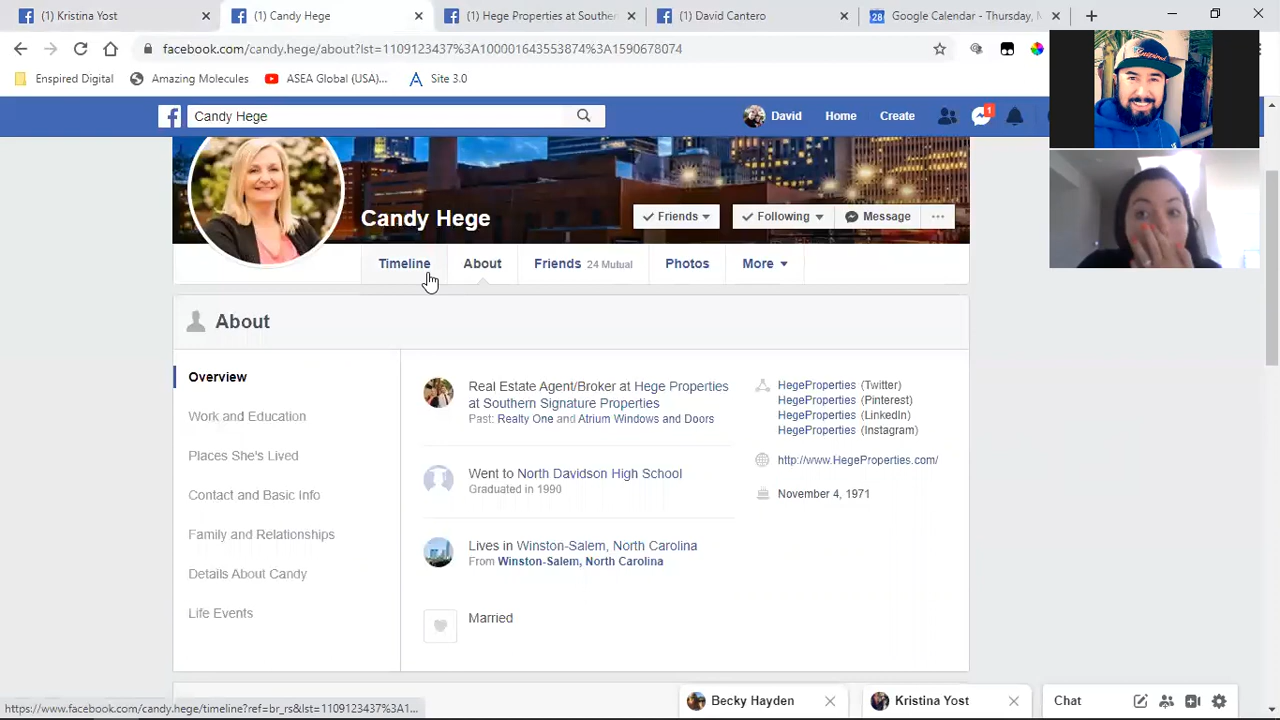 (1) Kristina Yost
(1) Candy Hege
(1) Hege Properties at Souther
(1) David Cantero
28 Google Calendar - Thursday, M
facebook.com/candy.hege/about?lst=1109123437%3A100001643553874%3A1590678074
Enspired Digital
Amazing Molecules
ASEA Global (USA)...
Site 3.0
Candy Hege
David
Home
Create
1
Candy Hege
Friends
Following
Message
Timeline
About
Friends 24 Mutual
Photos
More
About
Overview
Work and Education
Places She's Lived
Contact and Basic Info
Family and Relationships
Details About Candy
Life Events
Real Estate Agent/Broker at Hege Properties
at Southern Signature Properties
Past: Realty One and Atrium Windows and Doors
Went to North Davidson High School
Graduated in 1990
Lives in Winston-Salem, North Carolina
From Winston-Salem, North Carolina
Married
HegeProperties (Twitter)
HegeProperties (Pinterest)
HegeProperties (LinkedIn)
HegeProperties (Instagram)
http://www.HegeProperties.com/
November 4, 1971
https://www.facebook.com/candy.hege/timeline?ref=br_rs&lst=1109123437%3A1...
Becky Hayden
Kristina Yost
Chat